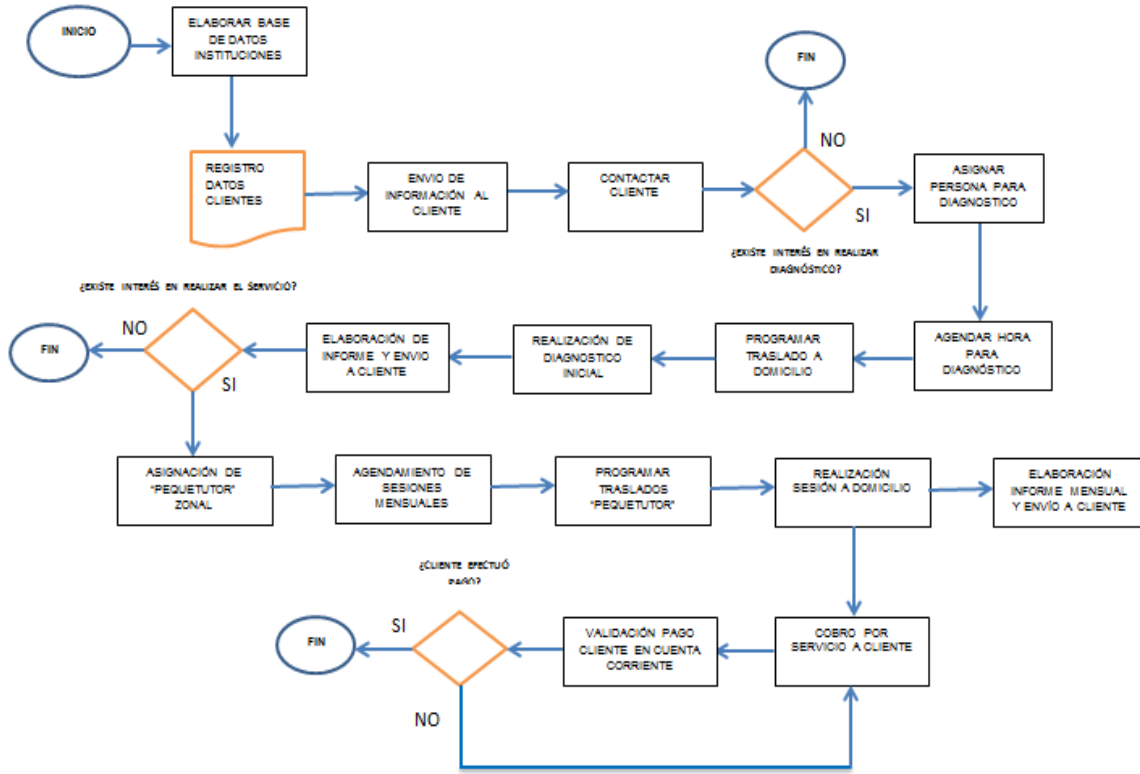 INICIO
ELABORAR BASE
DE DATOS
INSTITUCIONES
FIN
NO
REGISTRO
DATOS
CLIENTES
ENVIO DE
INFORMACIÓN AL
CLIENTE
CONTACTAR
CLIENTE
SI
ASIGNAR
PERSONA PARA
DIAGNOSTICO
¿EXISTE INTERÉS EN REALIZAR
DIAGNÓSTICO?
¿EXISTE INTERÉS EN REALIZAR EL SERVICIO?
FIN
NO
SI
ELABORACIÓN DE
INFORME Y ENVIO
A CLIENTE
REALIZACIÓN DE
DIAGNOSTICO
INICIAL
PROGRAMAR
TRASLADO A
DOMICILIO
AGENDAR HORA
PARA
DIAGNÓSTICO
ASIGNACIÓN DE
"PEQUETUTOR"
ZONAL
AGENDAMIENTO DE
SESIONES
MENSUALES
PROGRAMAR
TRASLADOS
"PEQUETUTOR"
REALIZACIÓN
SESIÓN A DOMICILIO
ELABORACIÓN
INFORME MENSUAL
Y ENVÍO A CLIENTE
¿CLIENTE EFECTUÓ
PAGO?
FIN
SI
NO
VALIDACIÓN PAGO
CLIENTE EN CUENTA
CORRIENTE
COBRO POR
SERVICIO A CLIENTE